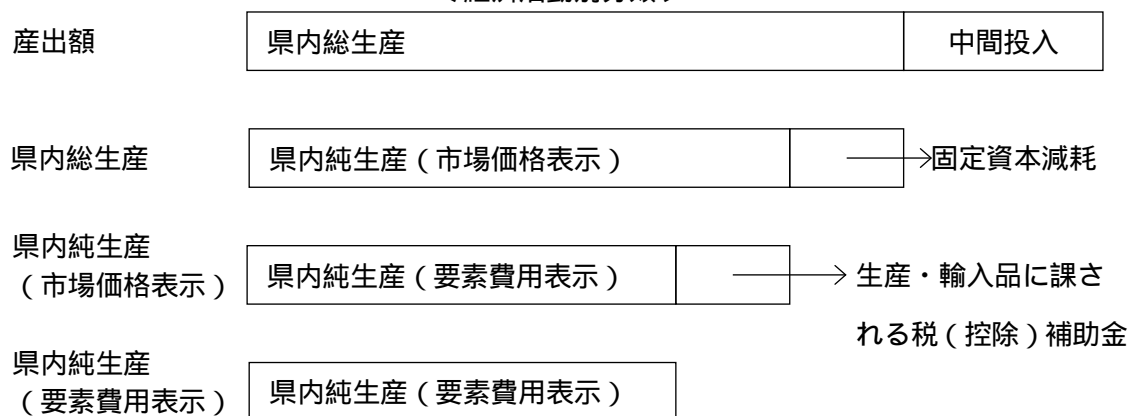 産出額 県内総生産 中間投入
県内総生産 県内純生産（市場価格表示） 固定資本減耗
県内純生産
（市場価格表示） 県内純生産（要素費用表示） 生産・輸入品に課さ
れる税（控除）補助金
県内純生産
（要素費用表示） 県内純生産（要素費用表示）